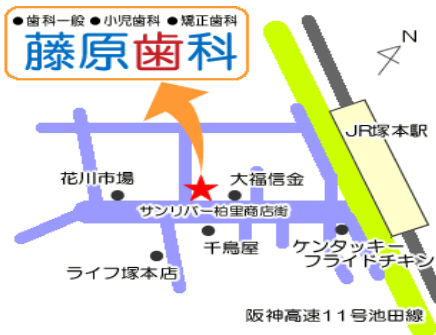 ●歯科一般 ●小児歯科 ●矯正歯科
藤原歯科
N
JR塚本駅
花川市場
大福信金
サンリバー柏里商店街
千鳥屋
ケンタッキー
フライドチキン
ライフ塚本店
阪神高速11号池田線